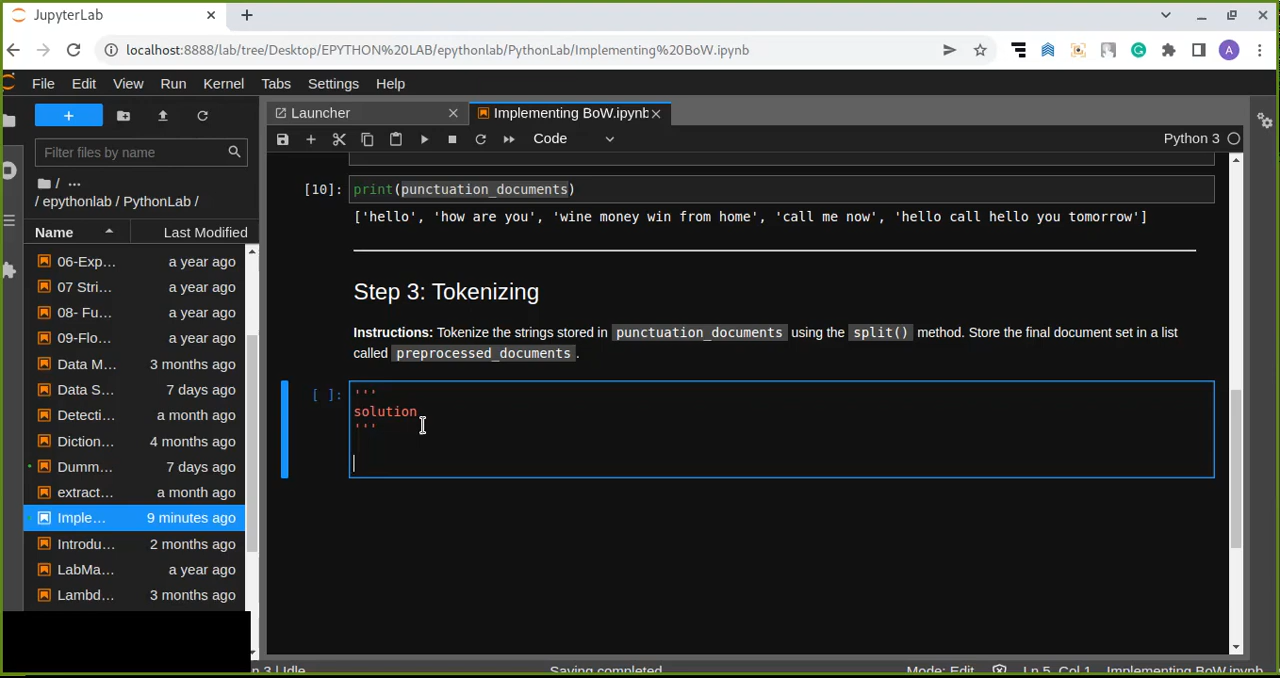 JupyterLab
localhost:8888/lab/tree/Desktop/EPYTHON%20LAB/epythonlab/PythonLab/Implementing%20BoW.ipynb
A
File Edit View Run Kernel Tabs Settings Help
Launcher
Implementing BoW.ipynb
Code
Python 3
Filter files by name
/ ...
/ epythonlab / PythonLab /
Name Last Modified
06-Exp... a year ago
07 Stri... a year ago
08- Fu... a year ago
09-Flo... a year ago
Data M... 3 months ago
Data S... 7 days ago
Detecti... a month ago
Diction... 4 months ago
Dumm... 7 days ago
extract... a month ago
Imple... 9 minutes ago
Introdu... 2 months ago
LabMa... a year ago
Lambd... 3 months ago
[10]: print(punctuation_documents)
['hello', 'how are you', 'wine money win from home', 'call me now', 'hello call hello you tomorrow']
Step 3: Tokenizing
Instructions: Tokenize the strings stored in punctuation_documents using the split() method. Store the final document set in a list
called preprocessed_documents.
[ ]: '''
solution
'''
n 3 | Idle Saving completed Mode: Edit Ln 5, Col 1 Implementing BoW.ipynb